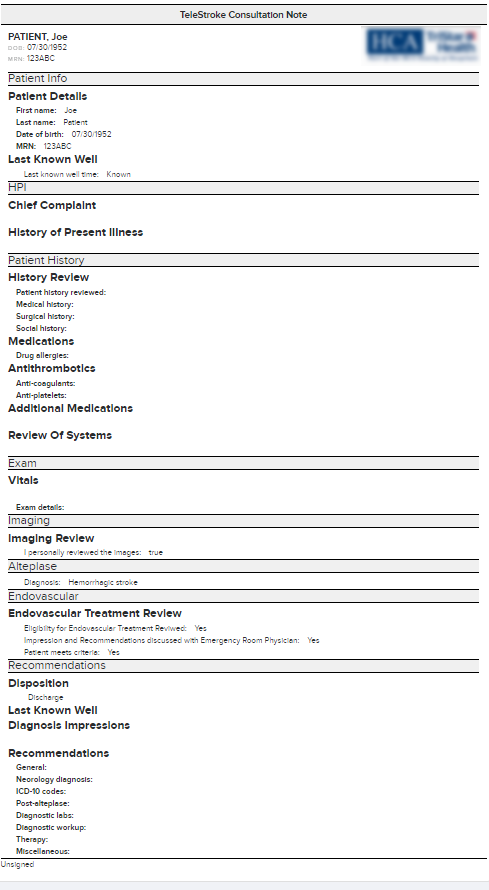 TeleStroke Consultation Note
PATIENT, Joe
DOB: 07/30/1952
MRN: 123ABC
HCA TriStar Health
Patient Info
Patient Details
First name: Joe
Last name: Patient
Date of birth: 07/30/1952
MRN: 123ABC
Last Known Well
Last known well time: Known
HPI
Chief Complaint
History of Present Illness
Patient History
History Review
Patient history reviewed:
Medical history:
Surgical history:
Social history:
Medications
Drug allergies:
Antithrombotics
Anti-coagulants:
Anti-platelets:
Additional Medications
Review Of Systems
Exam
Vitals
Exam details:
Imaging
Imaging Review
I personally reviewed the images: true
Alteplase
Diagnosis: Hemorrhagic stroke
Endovascular
Endovascular Treatment Review
Eligibility for Endovascular Treatment Reviwed: Yes
Impression and Recommendations discussed with Emergency Room Physician: Yes
Patient meets criteria: Yes
Recommendations
Disposition
Discharge
Last Known Well
Diagnosis Impressions
Recommendations
General:
Neorology diagnosis:
ICD-10 codes:
Post-alteplase:
Diagnostic labs:
Diagnostic workup:
Therapy:
Miscellaneous:
Unsigned